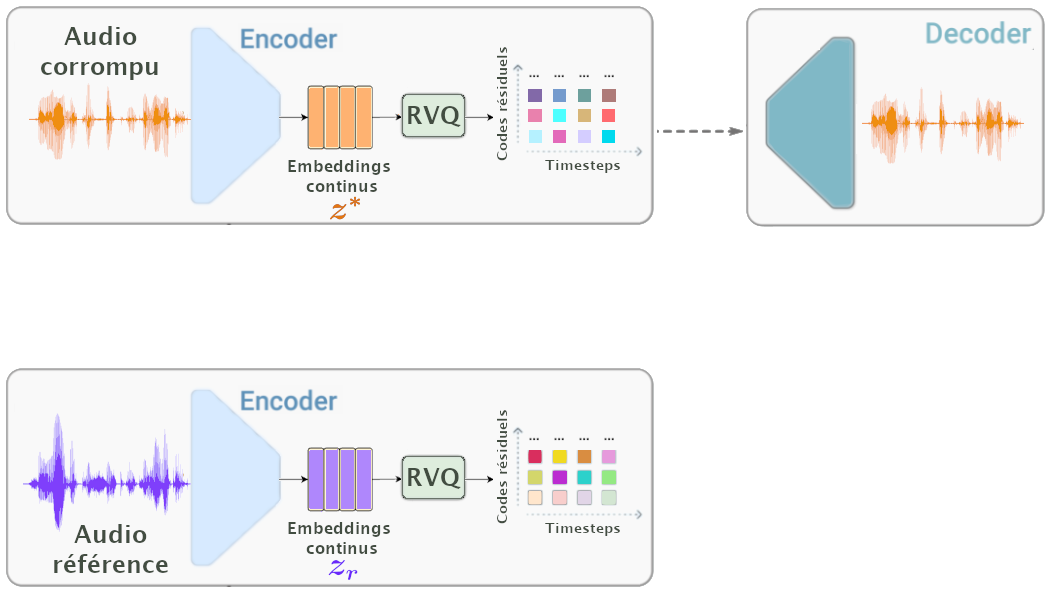 Audio
corrompu
Encoder
Embeddings
continus
z*
RVQ
Codes résiduels
... ... ... ...
Timesteps
Decoder
Audio
référence
Encoder
Embeddings
continus
z_r
RVQ
Codes résiduels
... ... ... ...
Timesteps